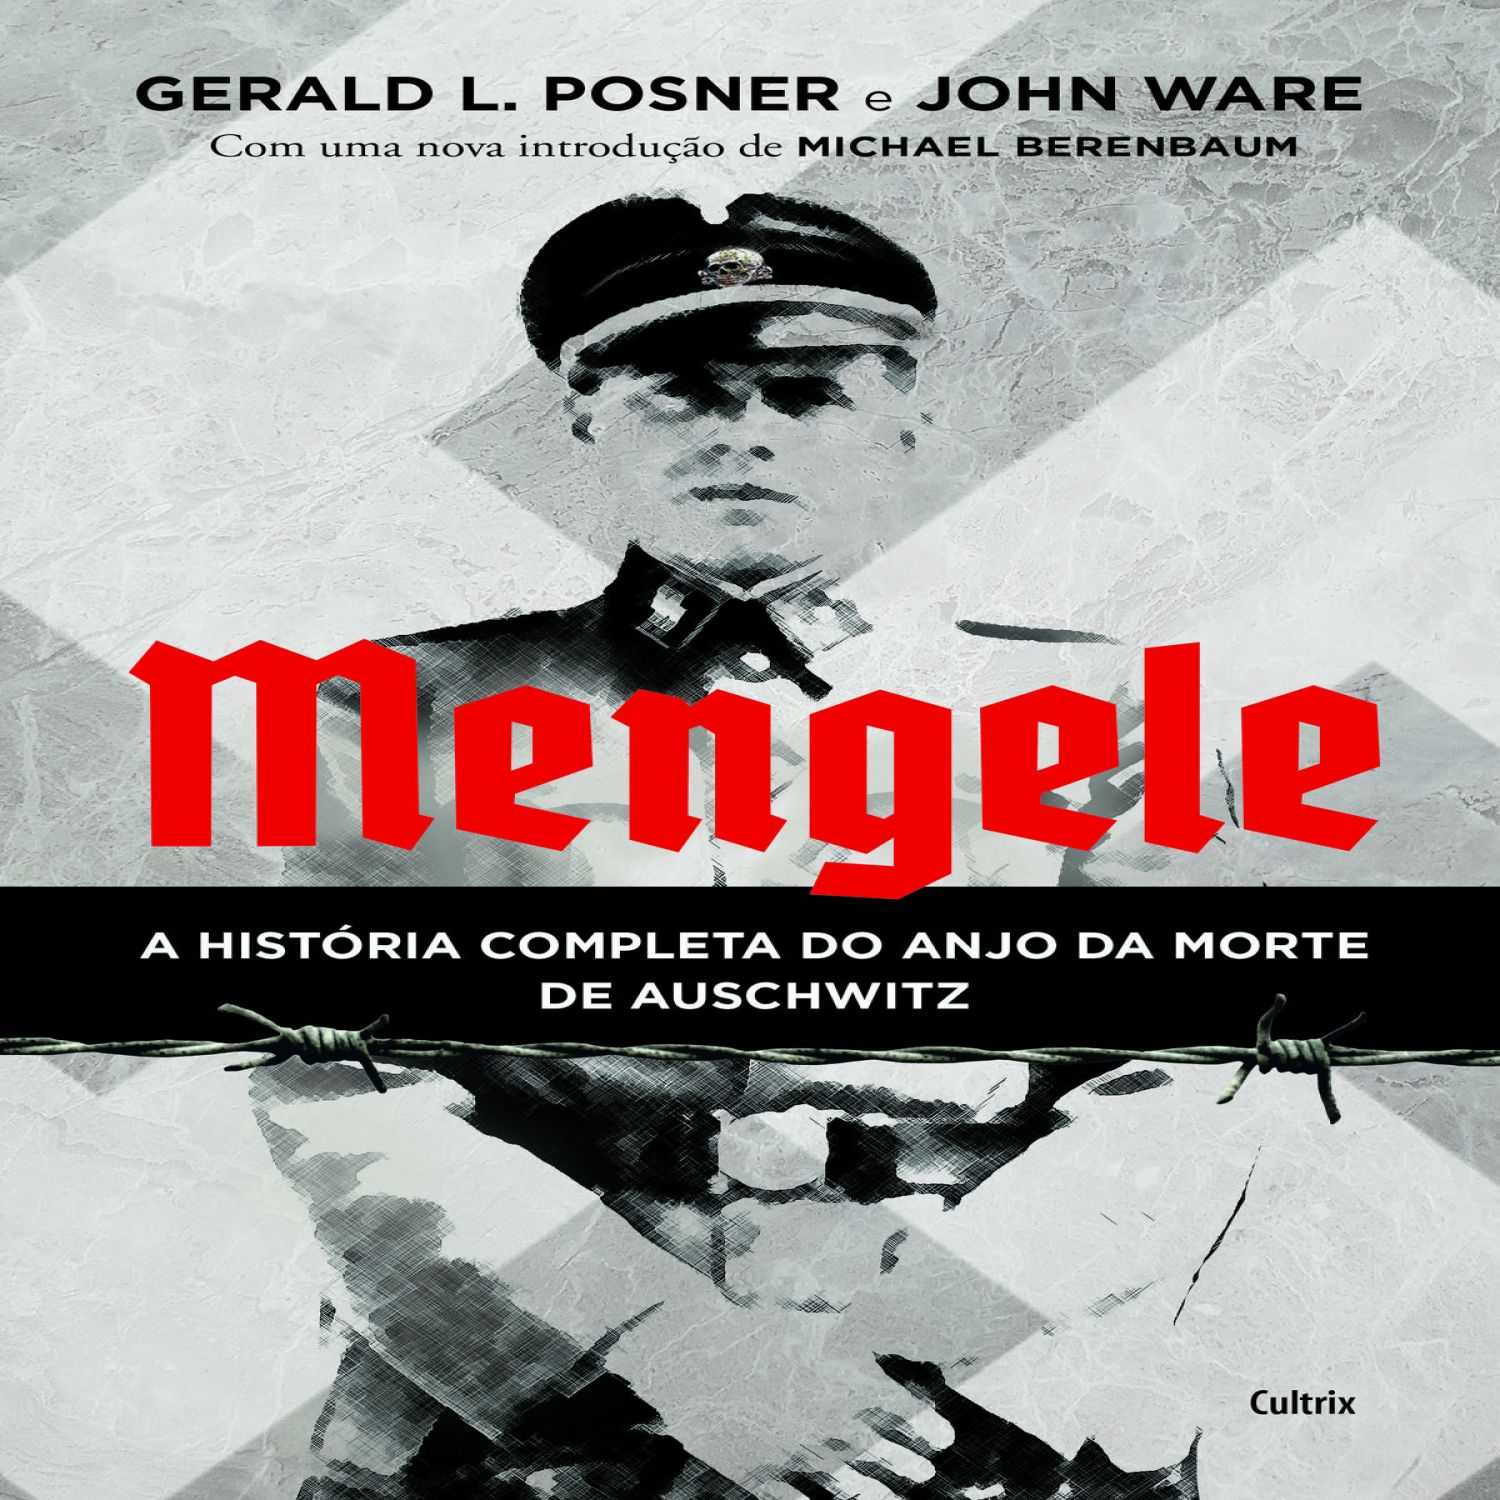 GERALD L. POSNER e JOHN WARE
Com uma nova introdução de MICHAEL BERENBAUM
Mengele
A HISTÓRIA COMPLETA DO ANJO DA MORTE
DE AUSCHWITZ
Cultrix